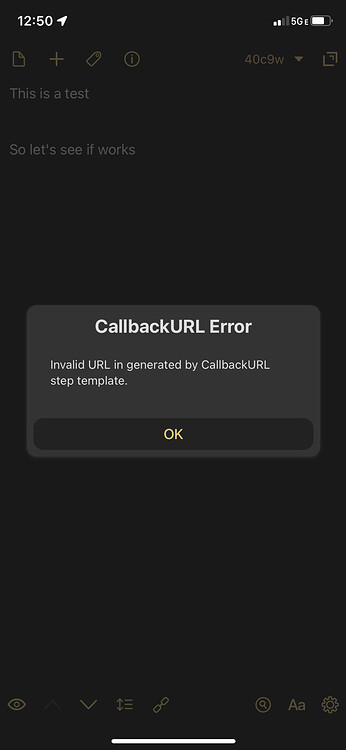 12:50
5GE
40c9w
This is a test
So let's see if works
CallbackURL Error
Invalid URL in generated by CallbackURL
step template.
OK
Aa